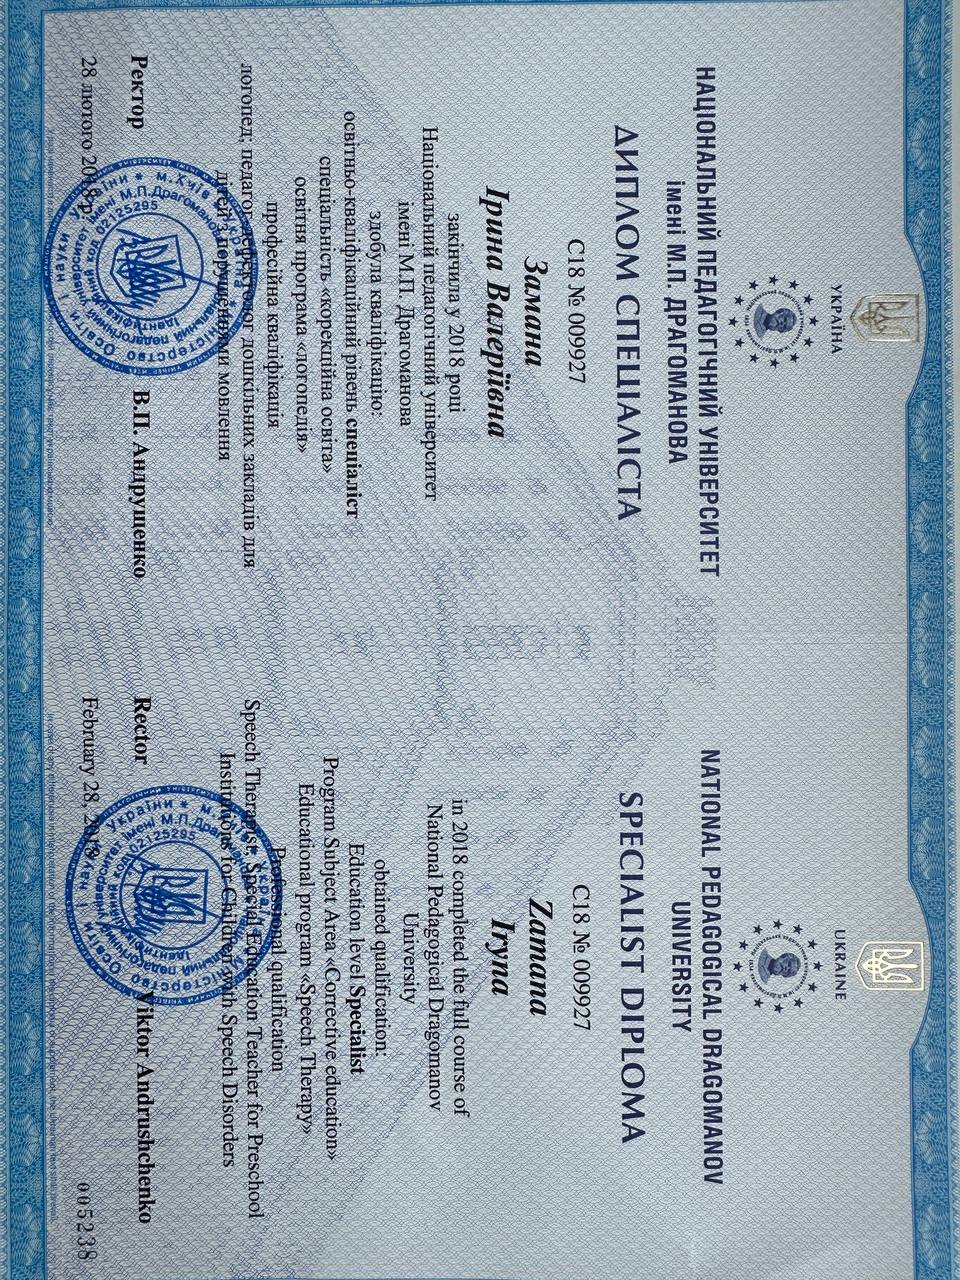 УКРАЇНА
НАЦІОНАЛЬНИЙ ПЕДАГОГІЧНИЙ УНІВЕРСИТЕТ
імені М.П. ДРАГОМАНОВА
ДИПЛОМ СПЕЦІАЛІСТА
С18 № 009927
Замана
Ірина Валеріївна
закінчила у 2018 році
Національний педагогічний університет
імені М.П. Драгоманова
здобула кваліфікацію:
освітньо-кваліфікаційний рівень спеціаліст
спеціальність «корекційна освіта»
освітня програма «логопедія»
професійна кваліфікація
логопед; педагог-дефектолог дошкільних закладів для
дітей з порушеннями мовлення
Ректор В.П. Андрущенко
28 лютого 2018 р.
UKRAINE
NATIONAL PEDAGOGICAL DRAGOMANOV
UNIVERSITY
SPECIALIST DIPLOMA
C18 № 009927
Zamana
Iryna
in 2018 completed the full course of
National Pedagogical Dragomanov
University
obtained qualification:
Education level Specialist
Program Subject Area «Corrective education»
Educational program «Speech Therapy»
Professional qualification
Speech Therapist, Special Education Teacher for Preschool
Institutions for Children with Speech Disorders
Rector Viktor Andrushchenko
February 28, 2018
005238